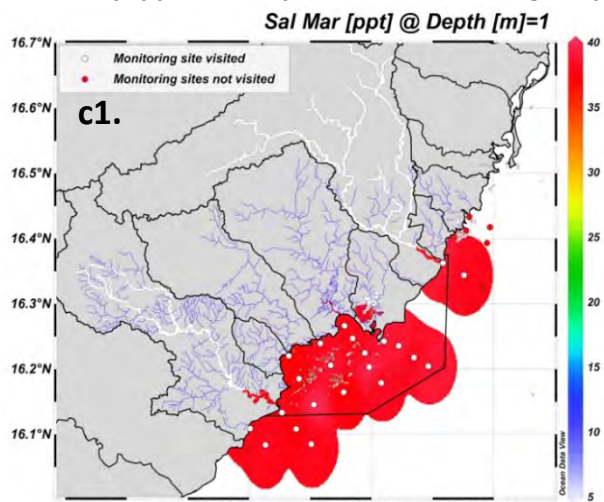 Sal Mar [ppt] @ Depth [m]=1
16.7°N
Monitoring site visited
Monitoring sites not visited
c1.
16.6°N
16.5°N
16.4°N
16.3°N
16.2°N
16.1°N
40
35
30
25
20
15
10
5
Ocean Data View